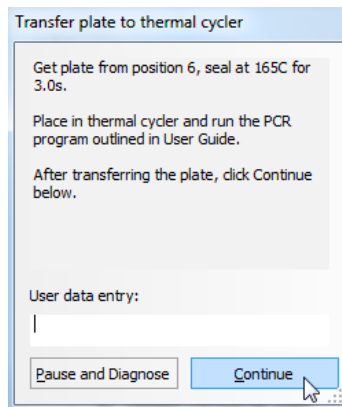 Transfer plate to thermal cycler
Get plate from position 6, seal at 165C for
3.0s.
Place in thermal cycler and run the PCR
program outlined in User Guide.
After transferring the plate, click Continue
below.
User data entry:
Pause and Diagnose
Continue